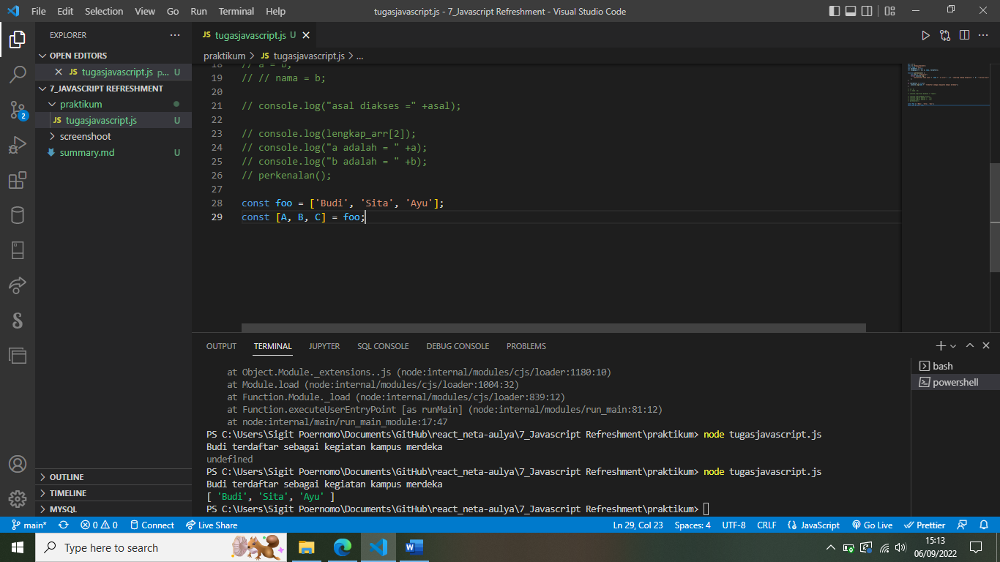 File Edit Selection View Go Run Terminal Help tugasjavascript.js - 7_Javascript Refreshment - Visual Studio Code
EXPLORER ···
OPEN EDITORS
JS tugasjavascript.js p... U
7_JAVASCRIPT REFRESHMENT
praktikum
JS tugasjavascript.js U
screenshoot
summary.md U
OUTLINE
TIMELINE
MYSQL
2
JS tugasjavascript.js U
praktikum > JS tugasjavascript.js > ...
18 // a = b;
19 // // nama = b;
20
21 // console.log("asal diakses =" +asal);
22
23 // console.log(lengkap_arr[2]);
24 // console.log("a adalah = " +a);
25 // console.log("b adalah = " +b);
26 // perkenalan();
27
28 const foo = ['Budi', 'Sita', 'Ayu'];
29 const [A, B, C] = foo;
OUTPUT TERMINAL JUPYTER SQL CONSOLE DEBUG CONSOLE PROBLEMS
bash
powershell
at Object.Module._extensions..js (node:internal/modules/cjs/loader:1180:10)
at Module.load (node:internal/modules/cjs/loader:1004:32)
at Function.Module._load (node:internal/modules/cjs/loader:839:12)
at Function.executeUserEntryPoint [as runMain] (node:internal/modules/run_main:81:12)
at node:internal/main/run_main_module:17:47
PS C:\Users\Sigit Poernomo\Documents\GitHub\react_neta-aulya\7_Javascript Refreshment\praktikum> node tugasjavascript.js
Budi terdaftar sebagai kegiatan kampus merdeka
undefined
PS C:\Users\Sigit Poernomo\Documents\GitHub\react_neta-aulya\7_Javascript Refreshment\praktikum> node tugasjavascript.js
Budi terdaftar sebagai kegiatan kampus merdeka
[ 'Budi', 'Sita', 'Ayu' ]
PS C:\Users\Sigit Poernomo\Documents\GitHub\react_neta-aulya\7_Javascript Refreshment\praktikum>
main* 0 0 Connect Live Share Ln 29, Col 23 Spaces: 4 UTF-8 CRLF JavaScript Go Live Prettier
Type here to search
15:13
06/09/2022